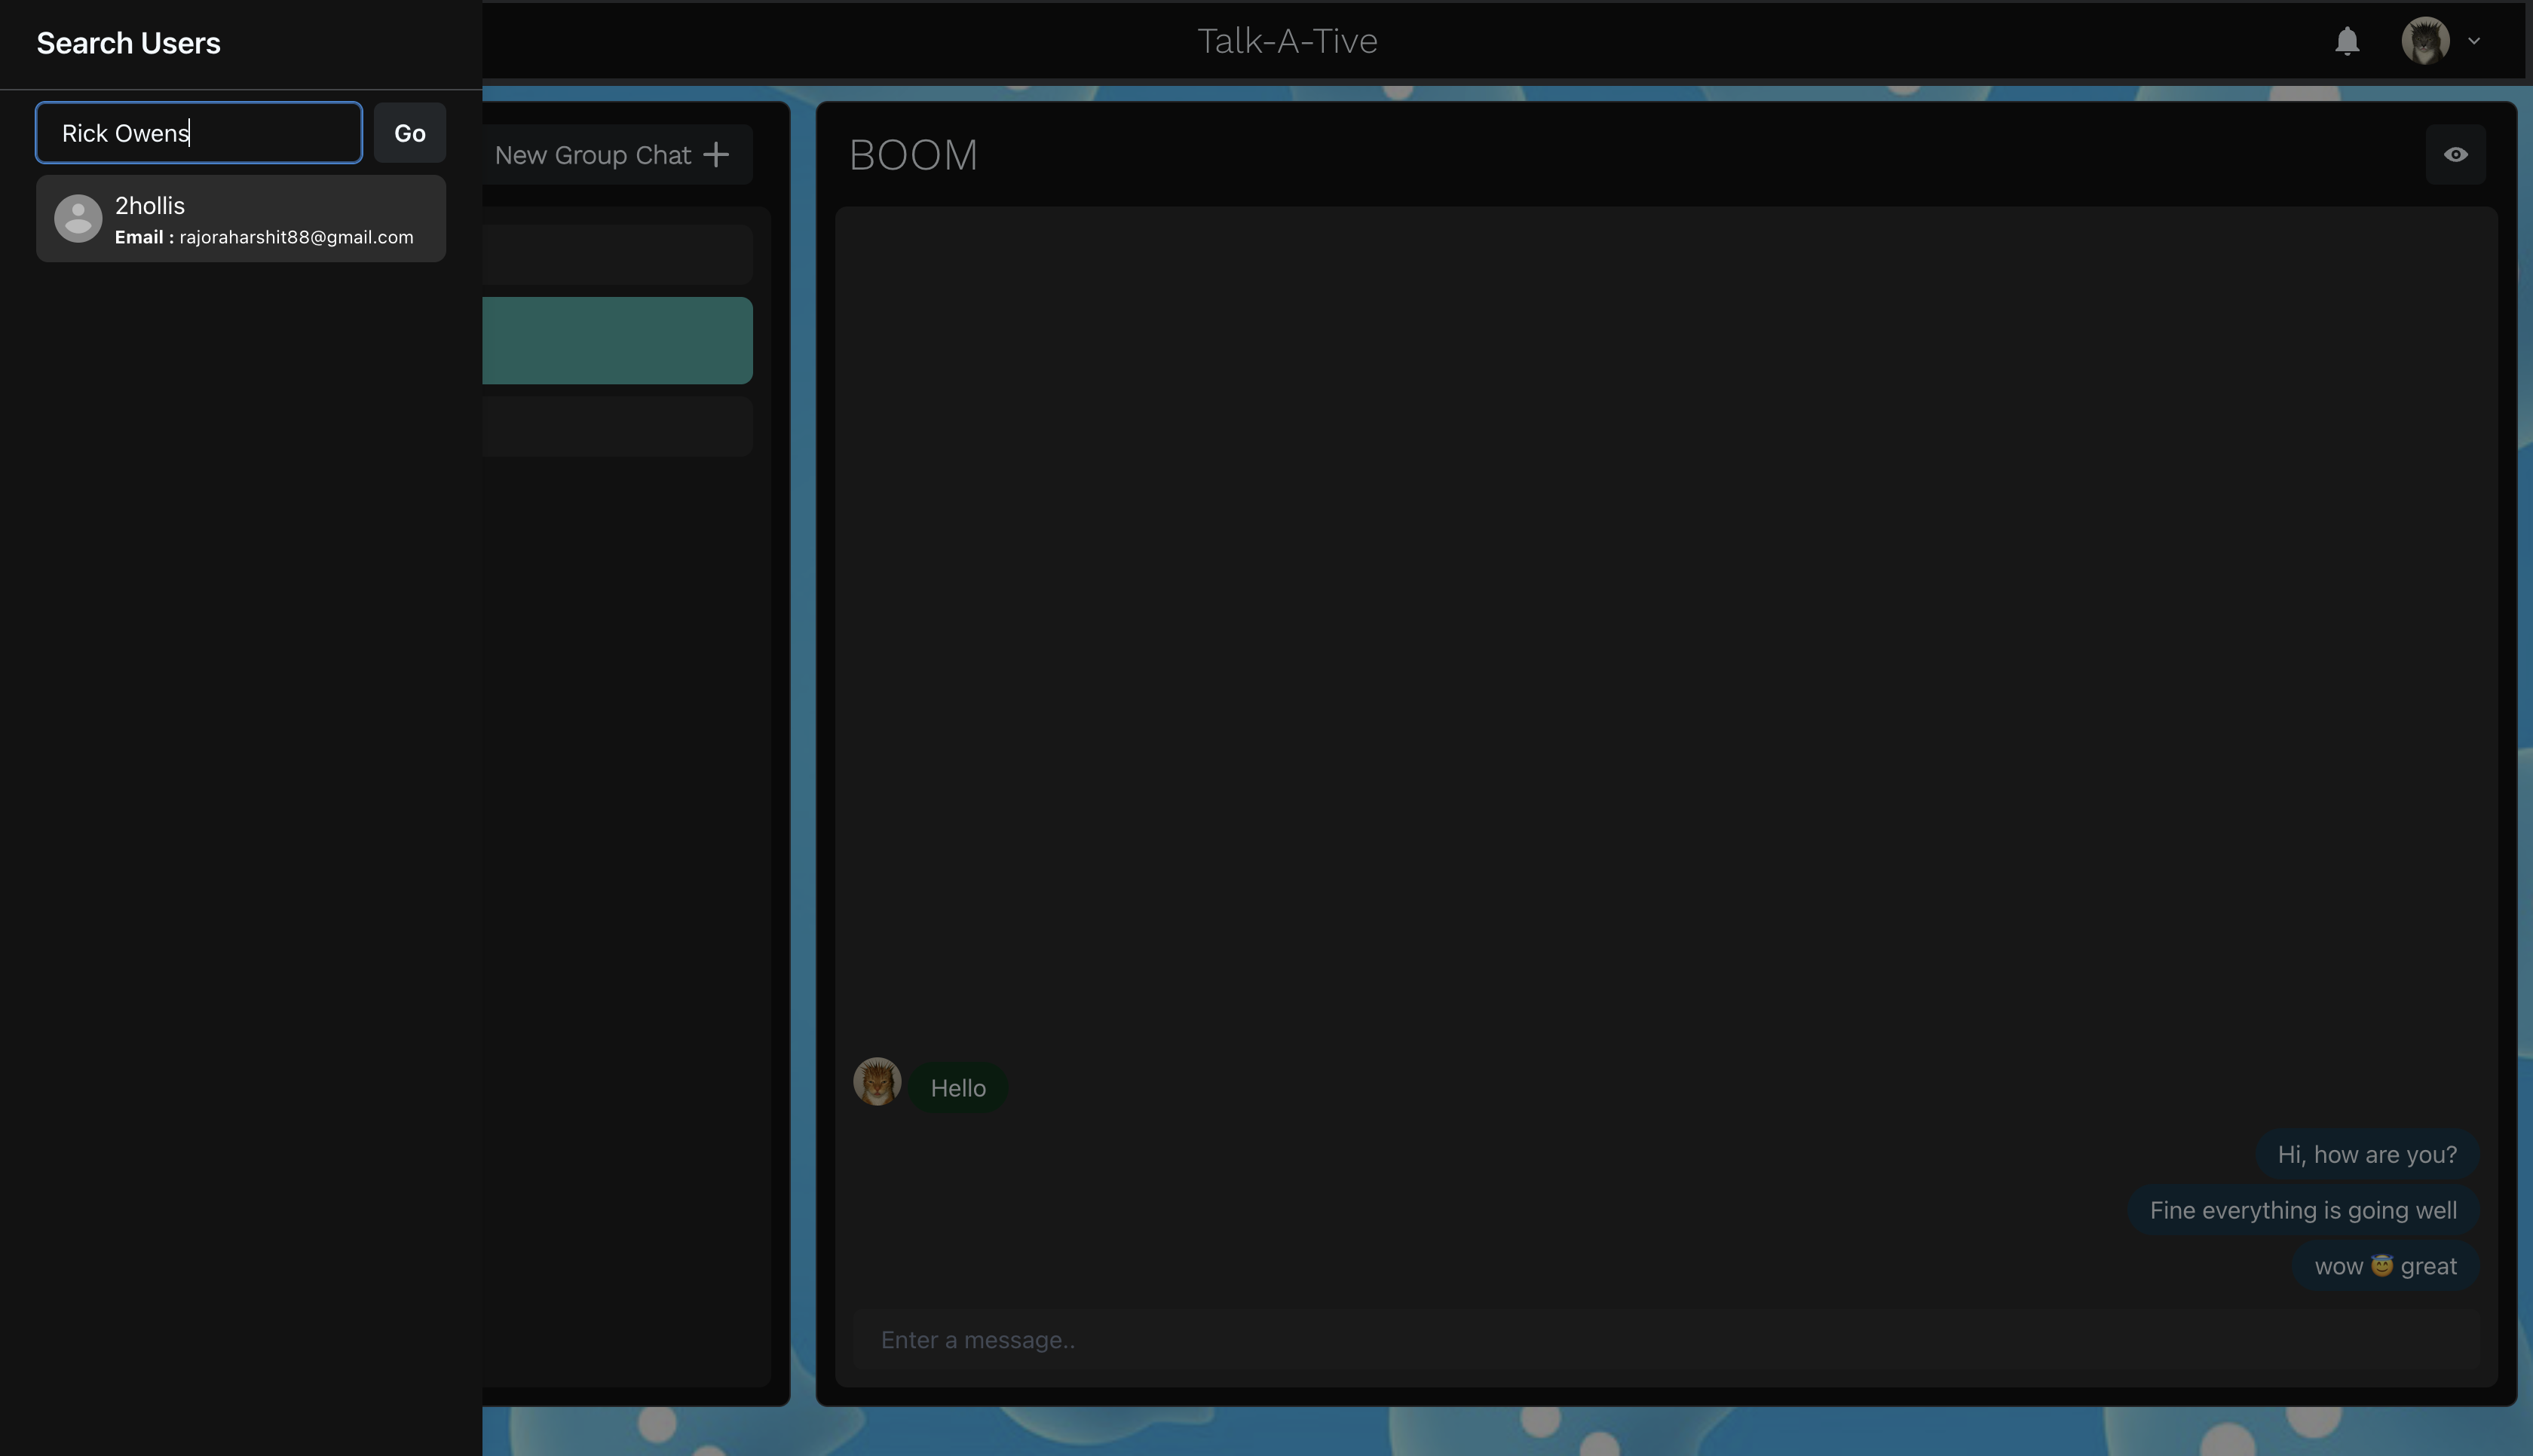 Search Users
Rick Owens
Go
2hollis
Email : rajoraharshit88@gmail.com
Talk-A-Tive
New Group Chat
BOOM
Hello
Hi, how are you?
Fine everything is going well
wow 😇 great
Enter a message..